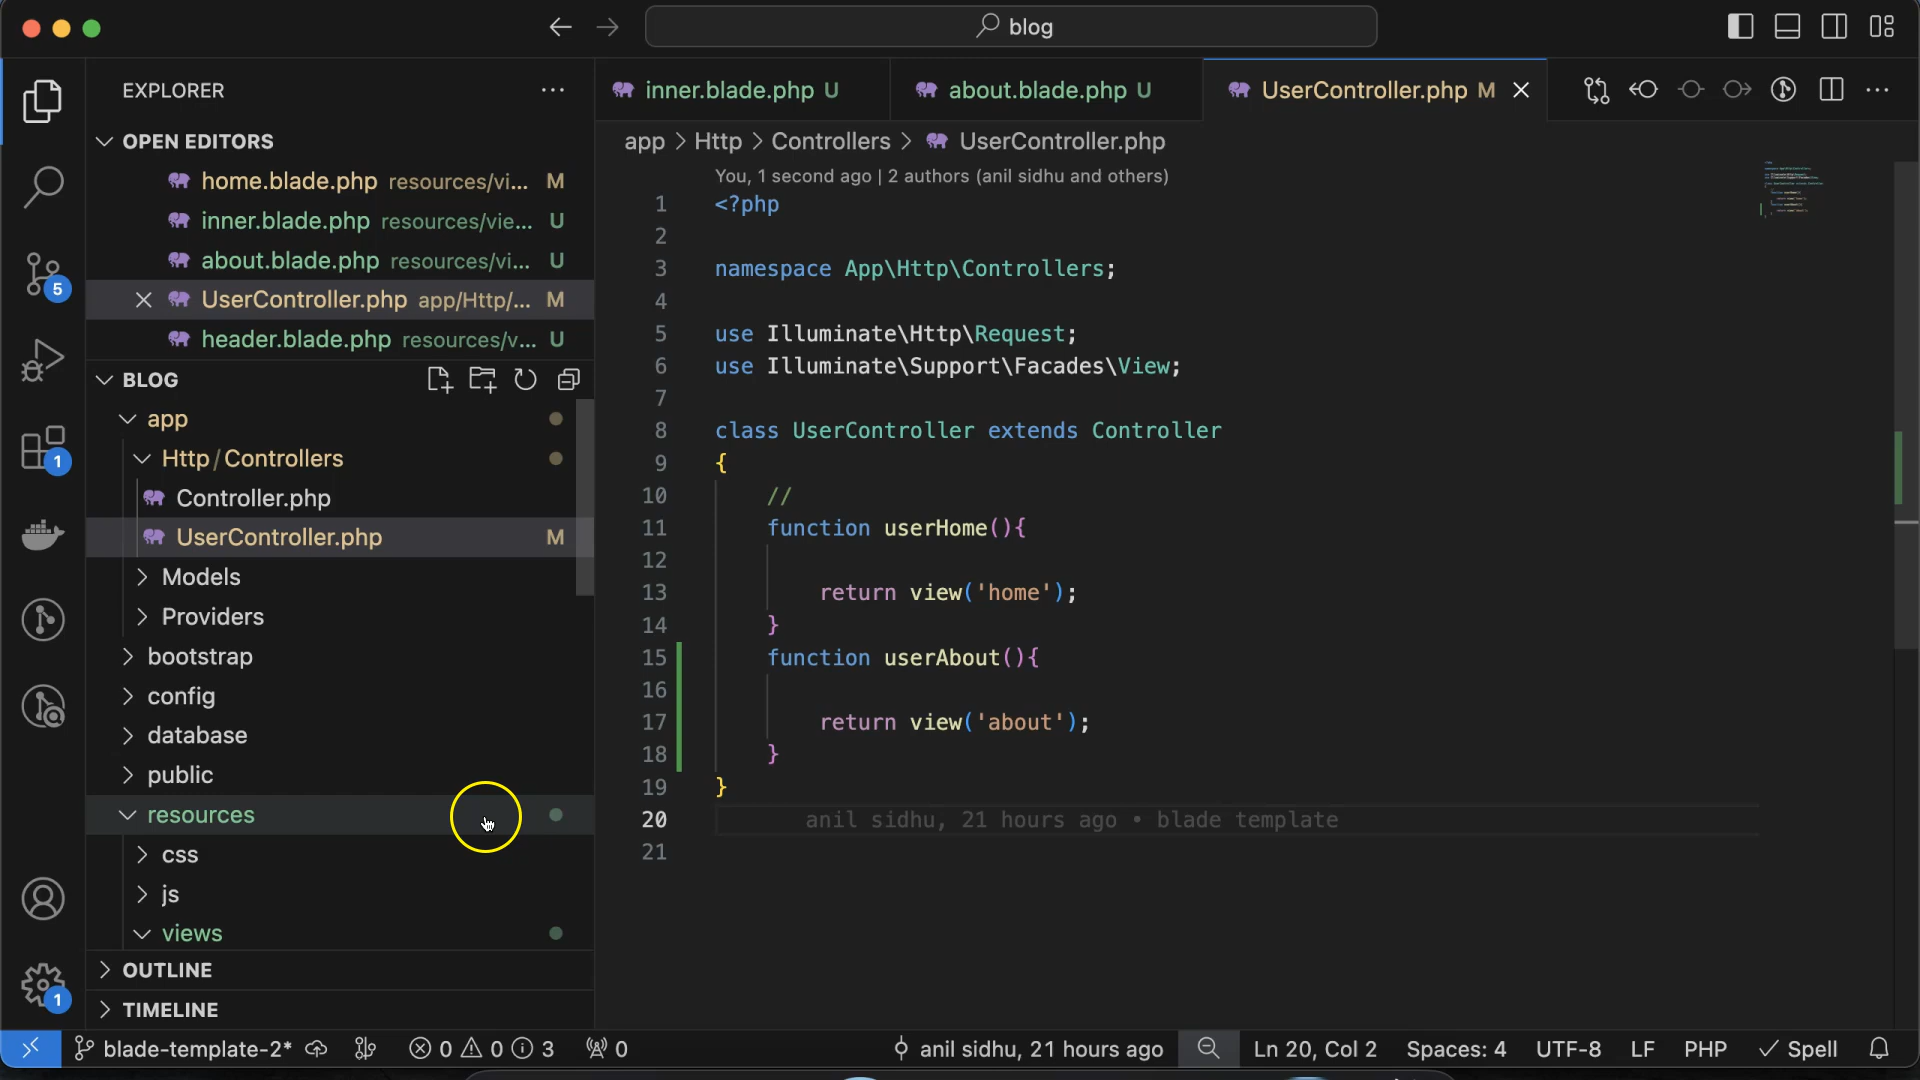 blog
EXPLORER
OPEN EDITORS
home.blade.php resources/vi... M
inner.blade.php resources/vie... U
about.blade.php resources/vi... U
UserController.php app/Http/... M
header.blade.php resources/v... U
BLOG
app
Http/Controllers
Controller.php
UserController.php M
Models
Providers
bootstrap
config
database
public
resources
css
js
views
OUTLINE
TIMELINE
5
1
1
inner.blade.php U
about.blade.php U
UserController.php M
app > Http > Controllers > UserController.php
You, 1 second ago | 2 authors (anil sidhu and others)
1 <?php
2
3 namespace App\Http\Controllers;
4
5 use Illuminate\Http\Request;
6 use Illuminate\Support\Facades\View;
7
8 class UserController extends Controller
9 {
10 //
11 function userHome(){
12
13 return view('home');
14 }
15 function userAbout(){
16
17 return view('about');
18 }
19 }
20 anil sidhu, 21 hours ago • blade template
21
blade-template-2* 0 0 3 0 anil sidhu, 21 hours ago Ln 20, Col 2 Spaces: 4 UTF-8 LF PHP Spell